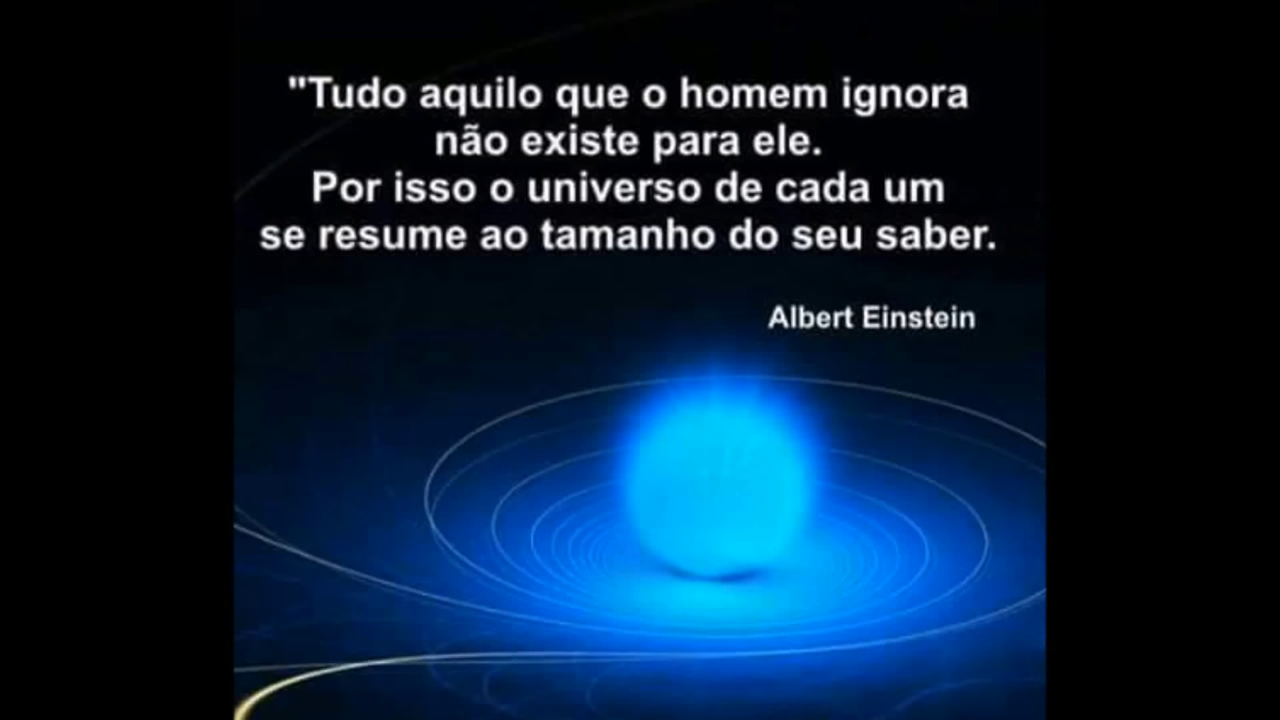 "Tudo aquilo que o homem ignora
não existe para ele.
Por isso o universo de cada um
se resume ao tamanho do seu saber.
Albert Einstein